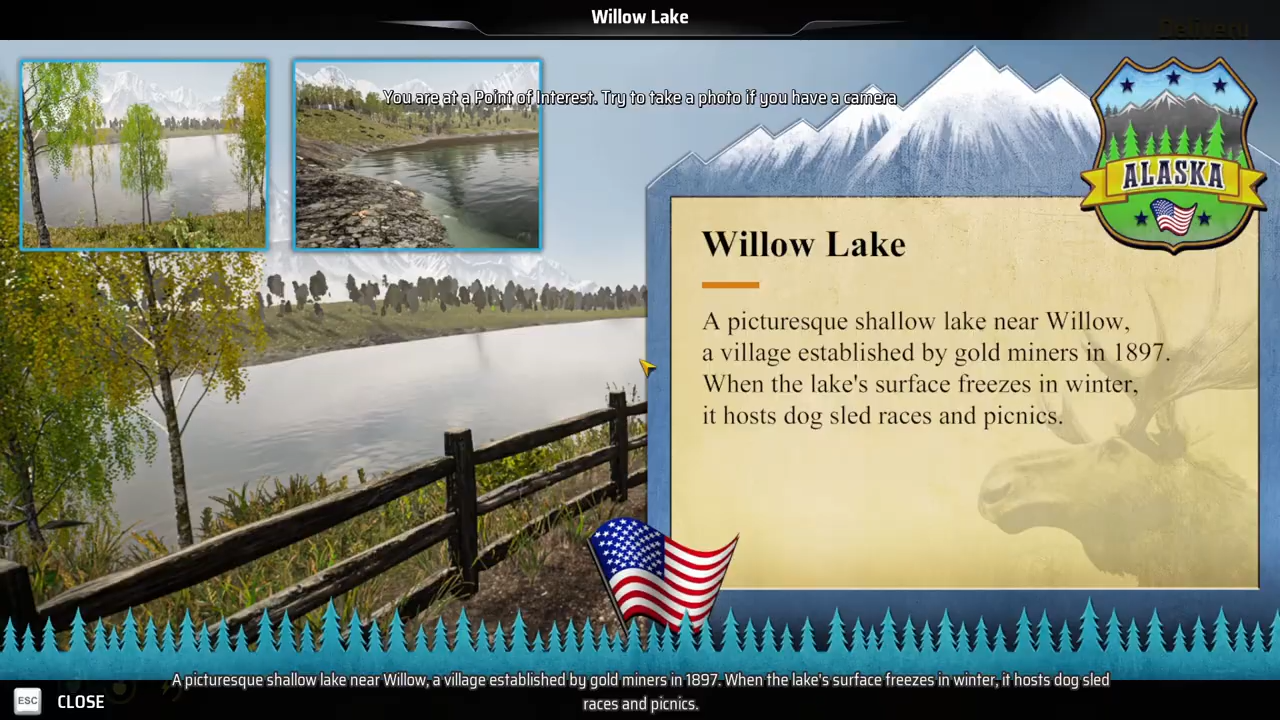 Willow Lake
Delivery
You are at a Point of Interest. Try to take a photo if you have a camera
ALASKA
Willow Lake
A picturesque shallow lake near Willow,
a village established by gold miners in 1897.
When the lake's surface freezes in winter,
it hosts dog sled races and picnics.
A picturesque shallow lake near Willow, a village established by gold miners in 1897. When the lake's surface freezes in winter, it hosts dog sled
races and picnics.
ESC CLOSE